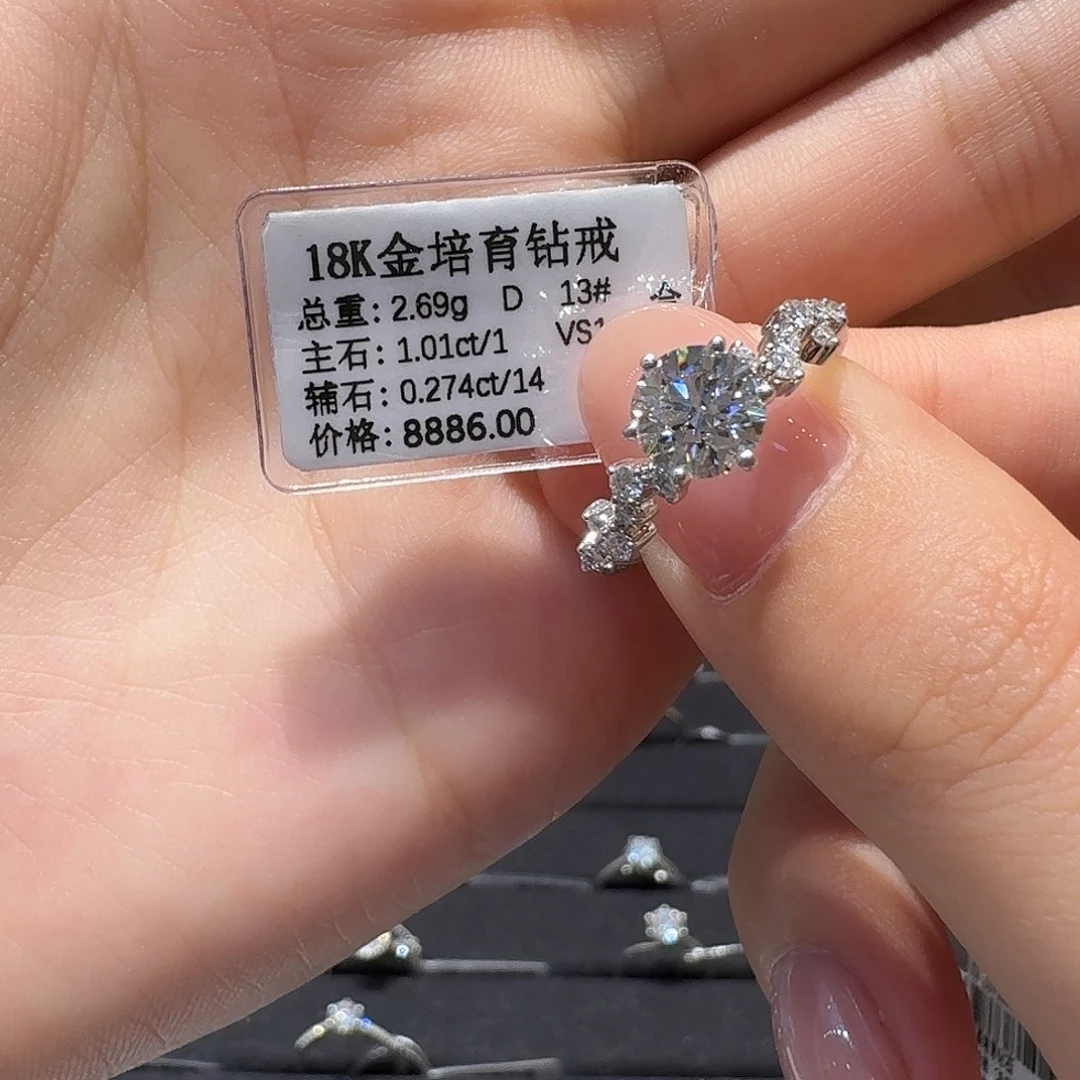 18K金培育钻戒
总重: 2.69g D 13#
主石: 1.01ct/1 VS1
辅石: 0.274ct/14
价格: 8886.00